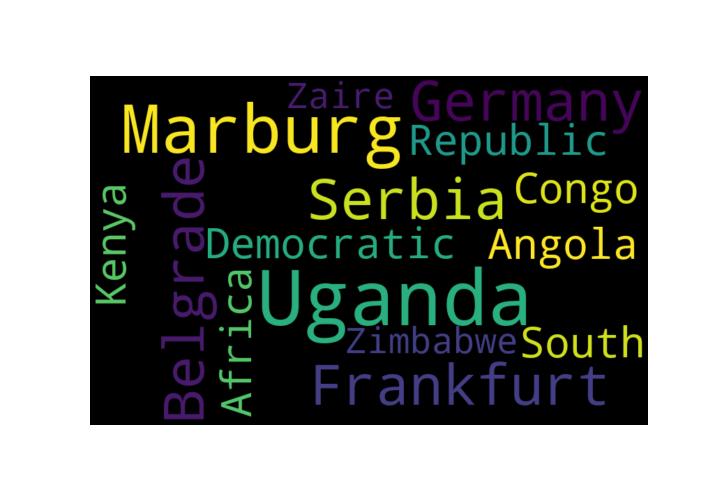 Zaire
Germany
Marburg
Republic
Kenya
Belgrade
Serbia
Congo
Democratic
Angola
Africa
Uganda
Zimbabwe
South
Frankfurt